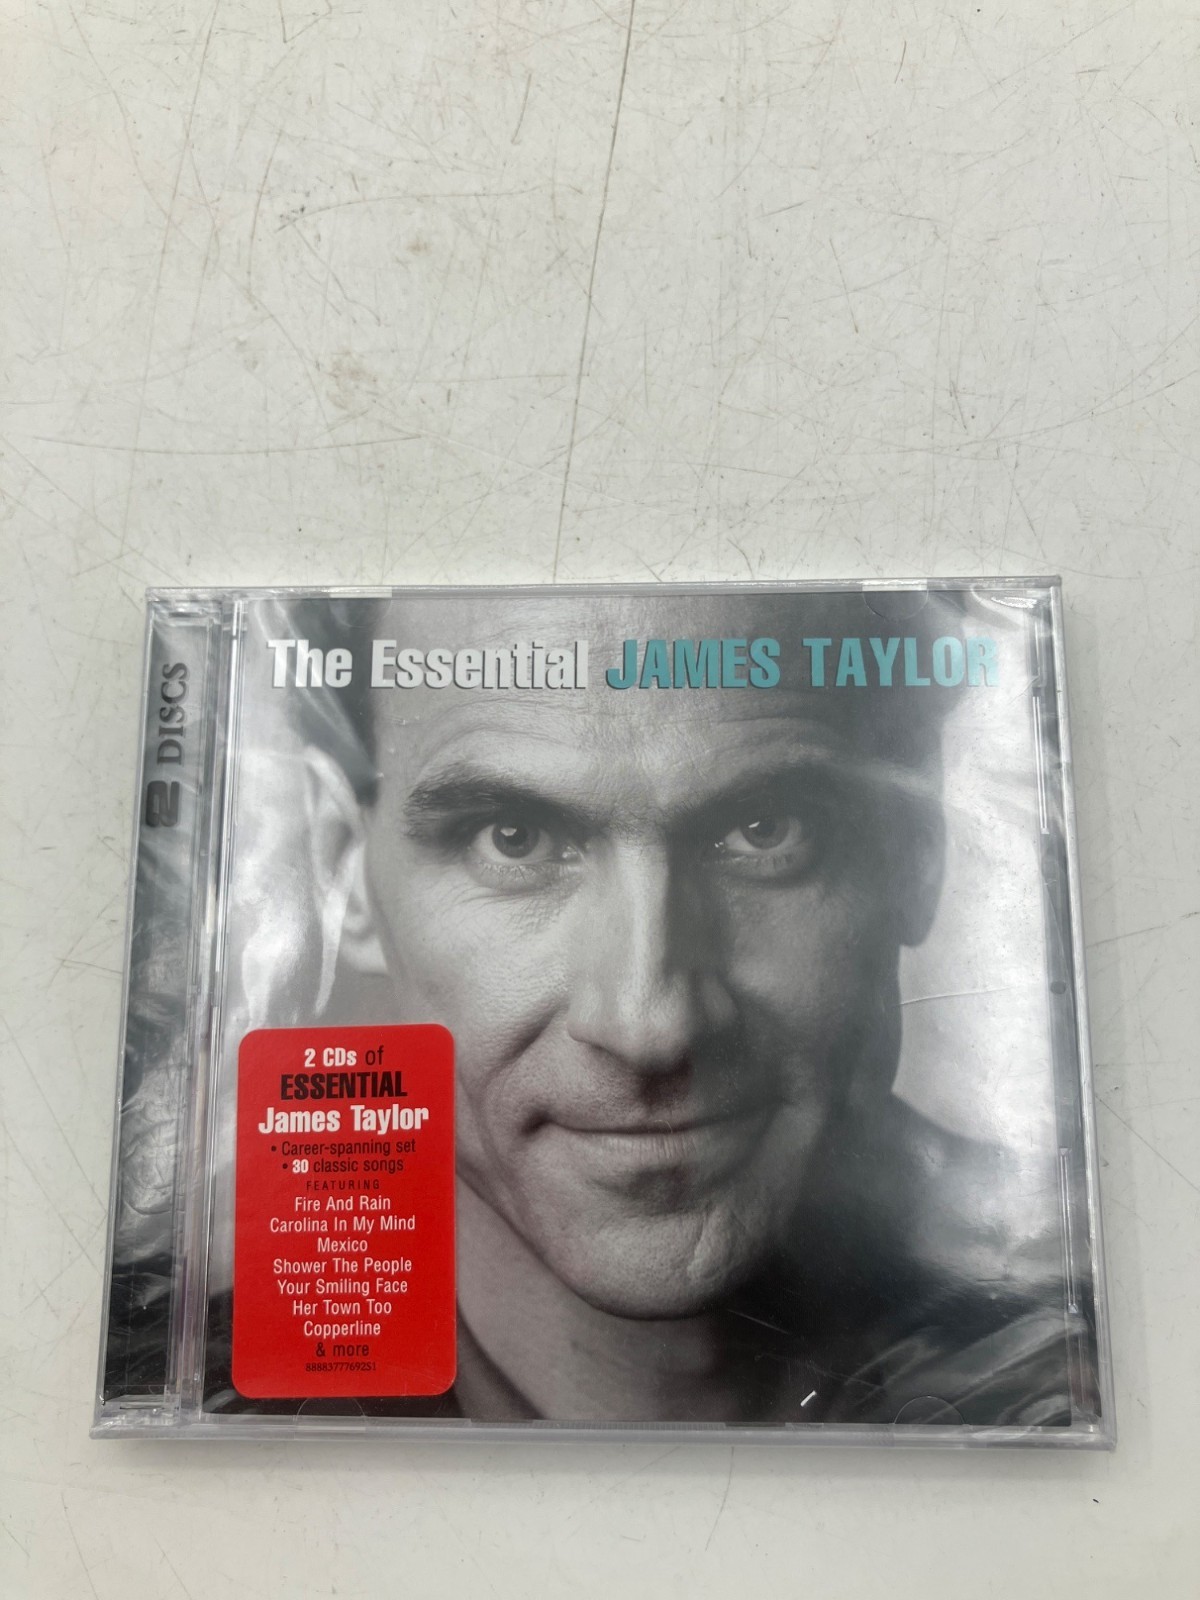 The Essential JAMES TAYLOR
2 DISCS
2 CDs of
ESSENTIAL
James Taylor
• Career-spanning set
• 30 classic songs
FEATURING
Fire And Rain
Carolina In My Mind
Mexico
Shower The People
Your Smiling Face
Her Town Too
Copperline
& more
888837769251